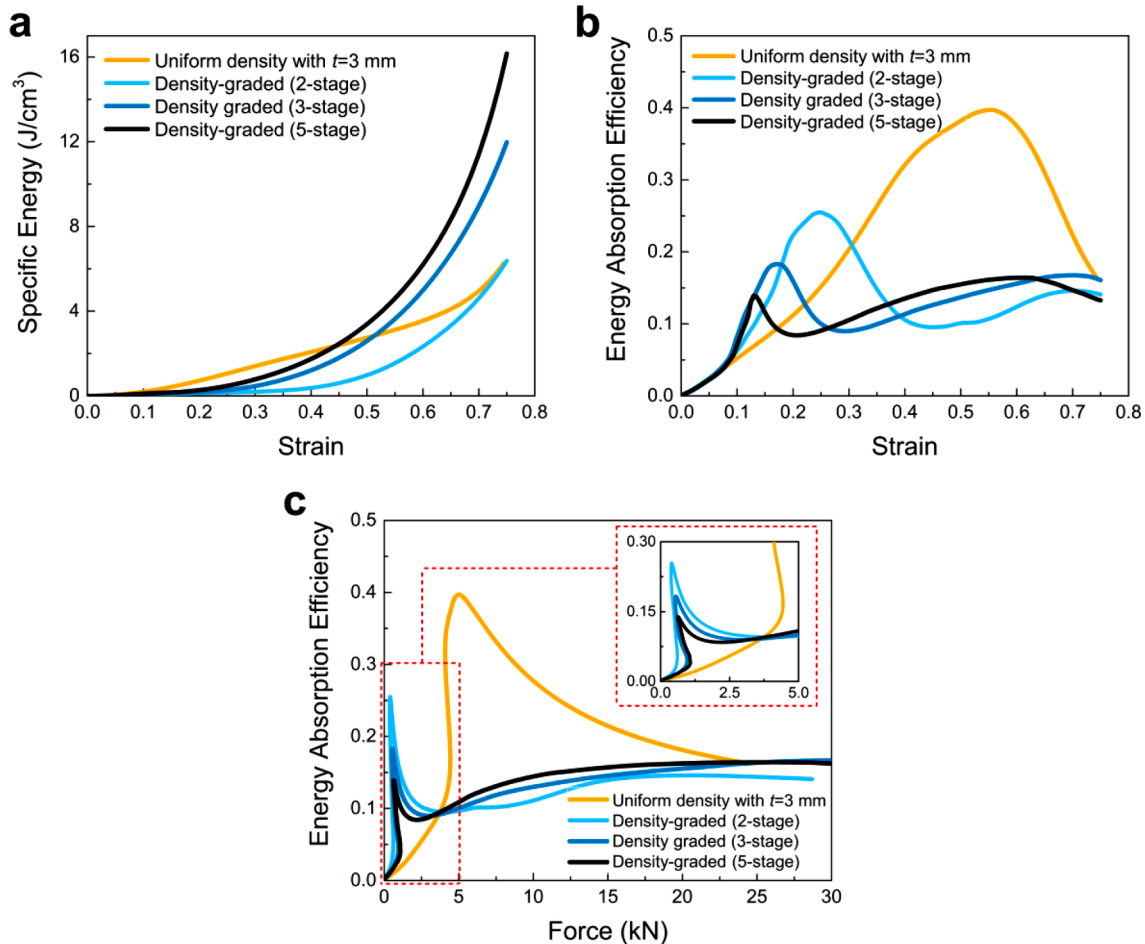 a
Specific Energy (J/cm³)
16
12
8
4
0
Uniform density with t=3 mm
Density-graded (2-stage)
Density graded (3-stage)
Density-graded (5-stage)
0.0 0.1 0.2 0.3 0.4 0.5 0.6 0.7 0.8
Strain
b
Energy Absorption Efficiency
0.5
0.4
0.3
0.2
0.1
0.0
Uniform density with t=3 mm
Density-graded (2-stage)
Density graded (3-stage)
Density-graded (5-stage)
0.0 0.1 0.2 0.3 0.4 0.5 0.6 0.7 0.8
Strain
c
Energy Absorption Efficiency
0.5
0.4
0.3
0.2
0.1
0.0
0.30
0.15
0.00
0.0 2.5 5.0
Uniform density with t=3 mm
Density-graded (2-stage)
Density graded (3-stage)
Density-graded (5-stage)
0 5 10 15 20 25 30
Force (kN)